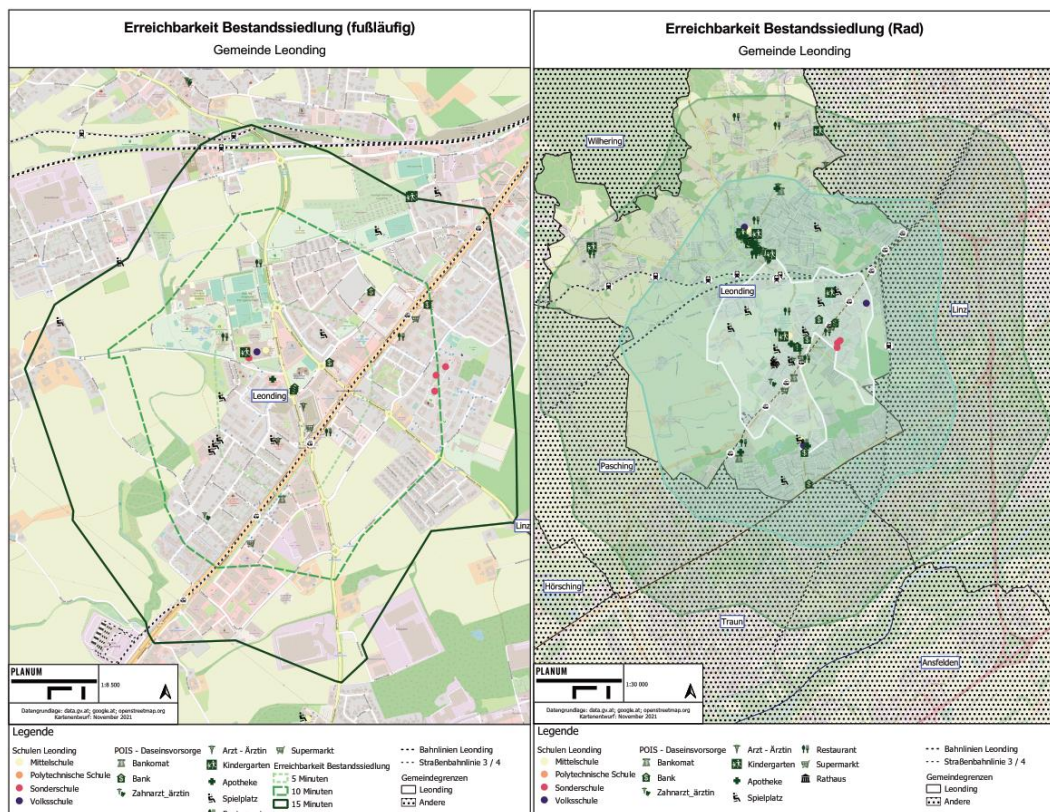 Erreichbarkeit Bestandssiedlung (fußläufig)
Gemeinde Leonding
Leonding
Linz
PLANUM
1:8 500
Datengrundlage: data.gv.at; google.at; openstreetmap.org
Kartenentwurf: November 2021
Legende
Schulen Leonding
Mittelschule
Polytechnische Schule
Sonderschule
Volksschule
POIS - Daseinsvorsorge
Bankomat
Bank
Zahnarzt_ärztin
Arzt - Ärztin
Kindergarten
Apotheke
Spielplatz
Supermarkt
Erreichbarkeit Bestandssiedlung
5 Minuten
10 Minuten
15 Minuten
Bahnlinien Leonding
Straßenbahnlinie 3 / 4
Gemeindegrenzen
Leonding
Andere
Erreichbarkeit Bestandssiedlung (Rad)
Gemeinde Leonding
Wilhering
Leonding
Linz
Pasching
Hörsching
Traun
Ansfelden
PLANUM
1:30 000
Datengrundlage: data.gv.at; google.at; openstreetmap.org
Kartenentwurf: November 2021
Legende
Schulen Leonding
Mittelschule
Polytechnische Schule
Sonderschule
Volksschule
POIS - Daseinsvorsorge
Bankomat
Bank
Zahnarzt_ärztin
Arzt - Ärztin
Kindergarten
Apotheke
Spielplatz
Restaurant
Supermarkt
Rathaus
Bahnlinien Leonding
Straßenbahnlinie 3 / 4
Gemeindegrenzen
Leonding
Andere